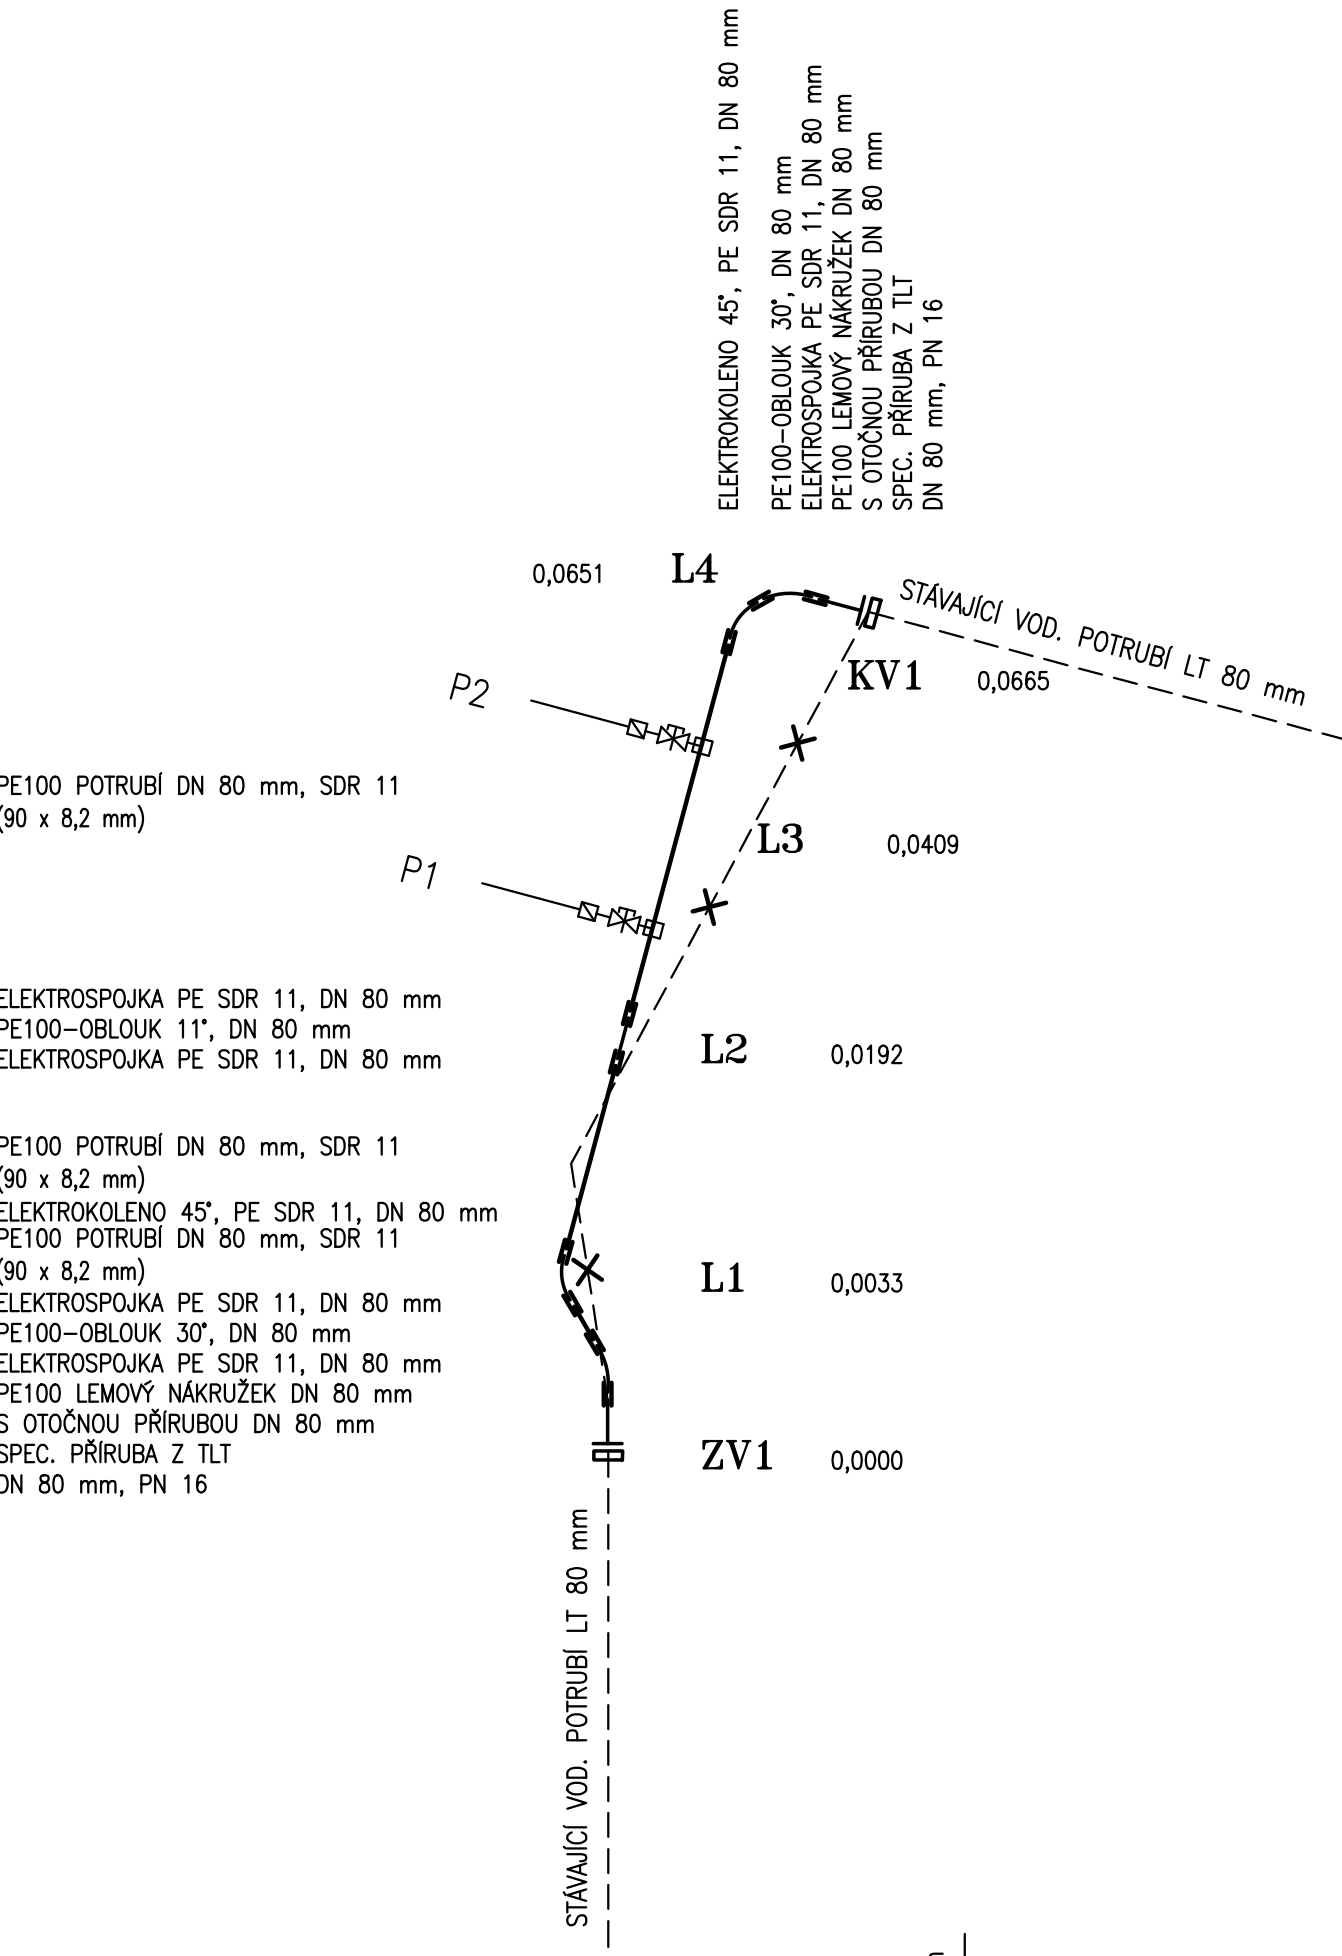 ELEKTROKOLENO 45°, PE SDR 11, DN 80 mm
PE100-OBLOUK 30°, DN 80 mm
ELEKTROSPOJKA PE SDR 11, DN 80 mm
PE100 LEMOVÝ NÁKRUŽEK DN 80 mm
S OTOČNOU PŘÍRUBOU DN 80 mm
SPEC. PŘÍRUBA Z TLT
DN 80 mm, PN 16
0,0651
L4
STÁVAJÍCÍ VOD. POTRUBÍ LT 80 mm
KV1
0,0665
P2
PE100 POTRUBÍ DN 80 mm, SDR 11
(90 x 8,2 mm)
L3
0,0409
P1
ELEKTROSPOJKA PE SDR 11, DN 80 mm
PE100-OBLOUK 11°, DN 80 mm
ELEKTROSPOJKA PE SDR 11, DN 80 mm
L2
0,0192
PE100 POTRUBÍ DN 80 mm, SDR 11
(90 x 8,2 mm)
ELEKTROKOLENO 45°, PE SDR 11, DN 80 mm
PE100 POTRUBÍ DN 80 mm, SDR 11
(90 x 8,2 mm)
L1
0,0033
ELEKTROSPOJKA PE SDR 11, DN 80 mm
PE100-OBLOUK 30°, DN 80 mm
ELEKTROSPOJKA PE SDR 11, DN 80 mm
PE100 LEMOVÝ NÁKRUŽEK DN 80 mm
S OTOČNOU PŘÍRUBOU DN 80 mm
SPEC. PŘÍRUBA Z TLT
DN 80 mm, PN 16
ZV1
0,0000
STÁVAJÍCÍ VOD. POTRUBÍ LT 80 mm